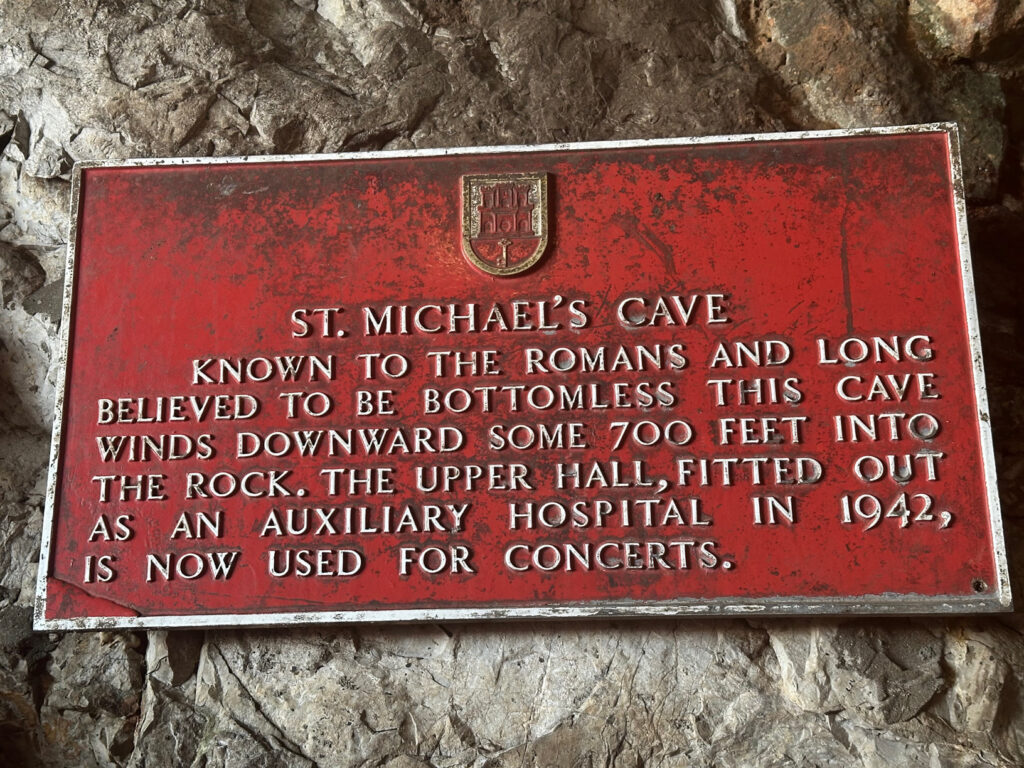 ST. MICHAEL'S CAVE
KNOWN TO THE ROMANS AND LONG
BELIEVED TO BE BOTTOMLESS THIS CAVE
WINDS DOWNWARD SOME 700 FEET INTO
THE ROCK. THE UPPER HALL, FITTED OUT
AS AN AUXILIARY HOSPITAL IN 1942,
IS NOW USED FOR CONCERTS.